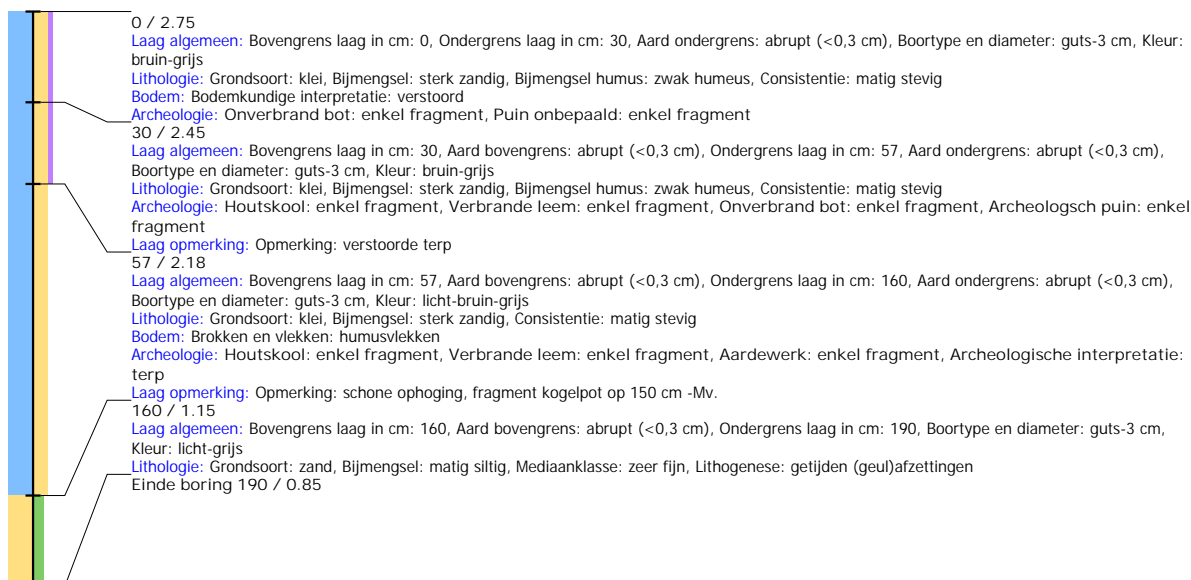 0 / 2.75
Laag algemeen: Bovengrens laag in cm: 0, Ondergrens laag in cm: 30, Aard ondergrens: abrupt (<0,3 cm), Boortype en diameter: guts-3 cm, Kleur:
bruin-grijs
Lithologie: Grondsoort: klei, Bijmengsel: sterk zandig, Bijmengsel humus: zwak humeus, Consistentie: matig stevig
Bodem: Bodemkundige interpretatie: verstoord
Archeologie: Onverbrand bot: enkel fragment, Puin onbepaald: enkel fragment
30 / 2.45
Laag algemeen: Bovengrens laag in cm: 30, Aard bovengrens: abrupt (<0,3 cm), Ondergrens laag in cm: 57, Aard ondergrens: abrupt (<0,3 cm),
Boortype en diameter: guts-3 cm, Kleur: bruin-grijs
Lithologie: Grondsoort: klei, Bijmengsel: sterk zandig, Bijmengsel humus: zwak humeus, Consistentie: matig stevig
Archeologie: Houtskool: enkel fragment, Verbrande leem: enkel fragment, Onverbrand bot: enkel fragment, Archeologsch puin: enkel
fragment
Laag opmerking: Opmerking: verstoorde terp
57 / 2.18
Laag algemeen: Bovengrens laag in cm: 57, Aard bovengrens: abrupt (<0,3 cm), Ondergrens laag in cm: 160, Aard ondergrens: abrupt (<0,3 cm),
Boortype en diameter: guts-3 cm, Kleur: licht-bruin-grijs
Lithologie: Grondsoort: klei, Bijmengsel: sterk zandig, Consistentie: matig stevig
Bodem: Brokken en vlekken: humusvlekken
Archeologie: Houtskool: enkel fragment, Verbrande leem: enkel fragment, Aardewerk: enkel fragment, Archeologische interpretatie:
terp
Laag opmerking: Opmerking: schone ophoging, fragment kogelpot op 150 cm -Mv.
160 / 1.15
Laag algemeen: Bovengrens laag in cm: 160, Aard bovengrens: abrupt (<0,3 cm), Ondergrens laag in cm: 190, Boortype en diameter: guts-3 cm,
Kleur: licht-grijs
Lithologie: Grondsoort: zand, Bijmengsel: matig siltig, Mediaanklasse: zeer fijn, Lithogenese: getijden (geul)afzettingen
Einde boring 190 / 0.85